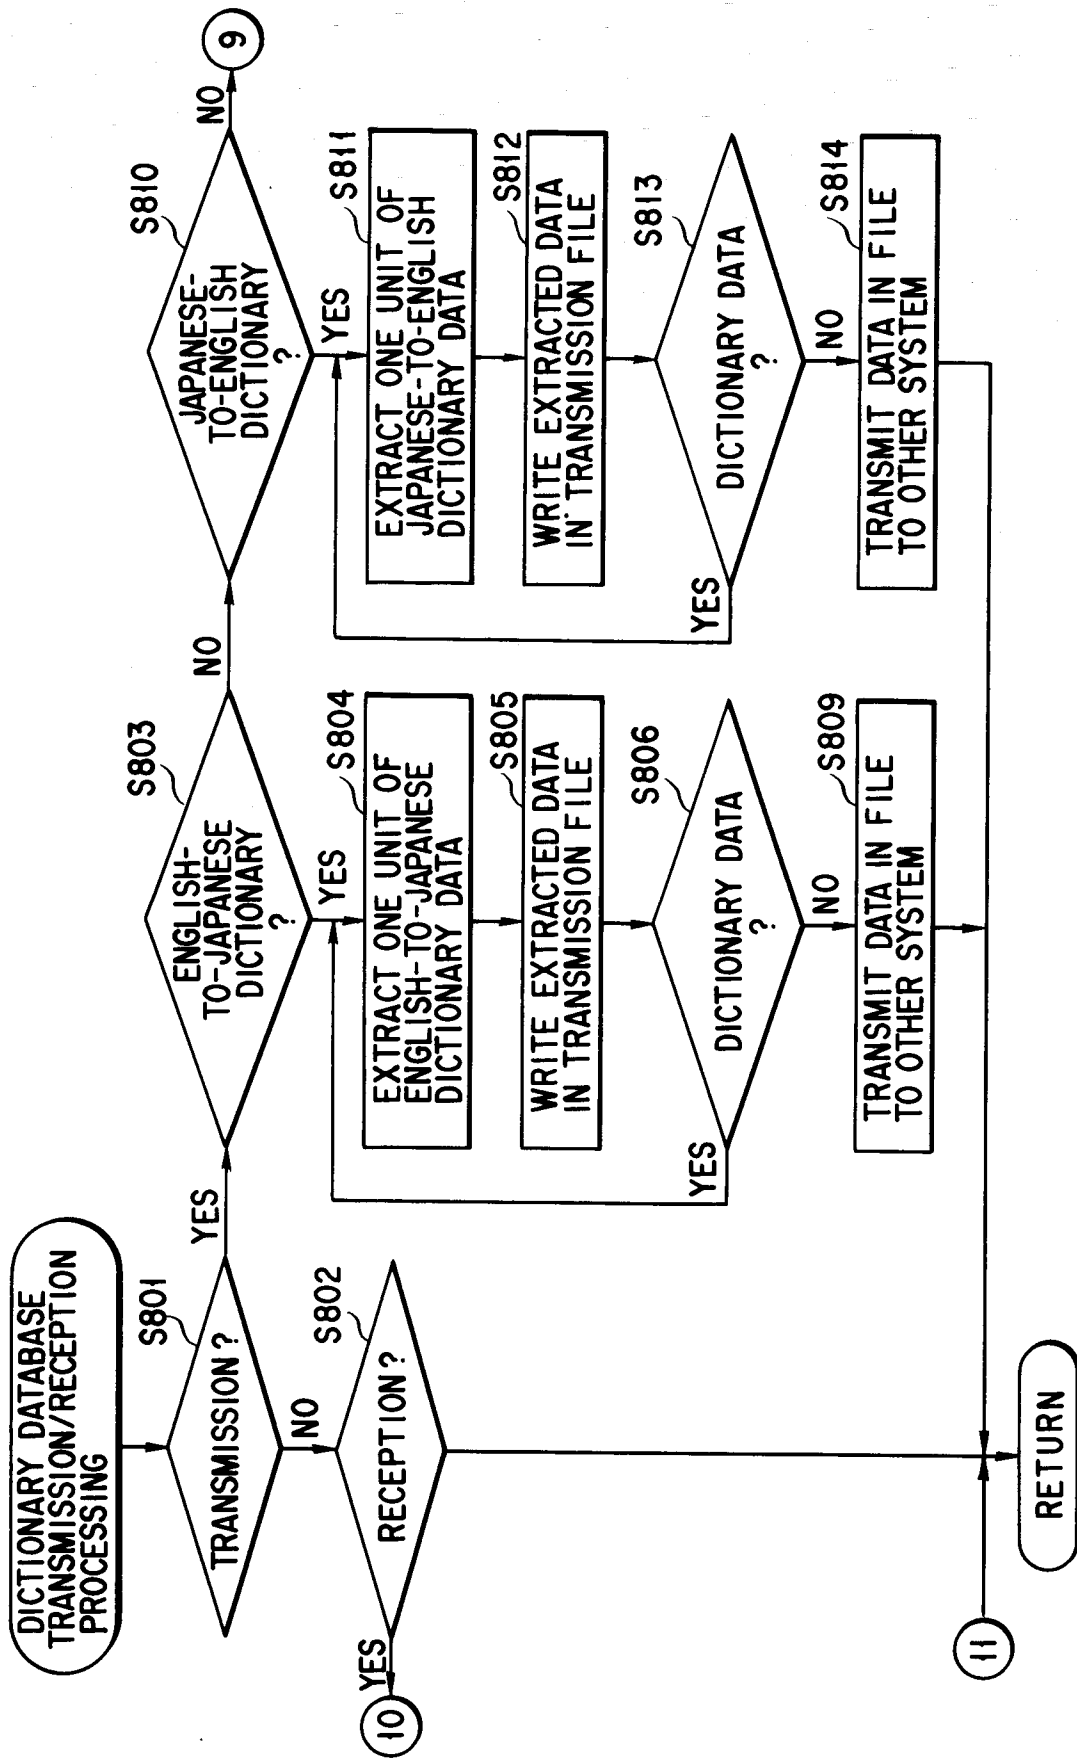 DICTIONARY DATABASE
TRANSMISSION/RECEPTION
PROCESSING
S801
TRANSMISSION?
YES
NO
S802
RECEPTION?
YES
10
S803
ENGLISH-
TO-JAPANESE
DICTIONARY
?
NO
YES
S804
EXTRACT ONE UNIT OF
ENGLISH-TO-JAPANESE
DICTIONARY DATA
S805
WRITE EXTRACTED DATA
IN TRANSMISSION FILE
S806
DICTIONARY DATA
?
YES
NO
S809
TRANSMIT DATA IN FILE
TO OTHER SYSTEM
S810
JAPANESE-
TO-ENGLISH
DICTIONARY
?
NO
9
YES
S811
EXTRACT ONE UNIT OF
JAPANESE-TO-ENGLISH
DICTIONARY DATA
S812
WRITE EXTRACTED DATA
IN TRANSMISSION FILE
S813
DICTIONARY DATA
?
YES
NO
S814
TRANSMIT DATA IN FILE
TO OTHER SYSTEM
11
RETURN